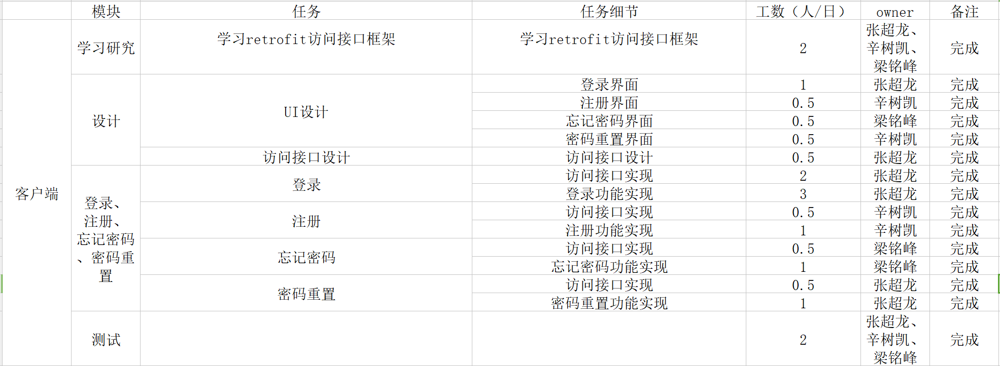 模块 任务 任务细节 工数（人/日） owner 备注
客户端
学习研究 学习retrofit访问接口框架 学习retrofit访问接口框架 2 张超龙、
辛树凯、
梁铭峰 完成
设计 UI设计 登录界面 1 张超龙 完成
注册界面 0.5 辛树凯 完成
忘记密码界面 0.5 梁铭峰 完成
密码重置界面 0.5 辛树凯 完成
访问接口设计 访问接口设计 0.5 张超龙 完成
登录、
注册、
忘记密码
、密码重
置
登录 访问接口实现 2 张超龙 完成
登录功能实现 3 张超龙 完成
注册 访问接口实现 0.5 辛树凯 完成
注册功能实现 1 辛树凯 完成
忘记密码 访问接口实现 0.5 梁铭峰 完成
忘记密码功能实现 1 梁铭峰 完成
密码重置 访问接口实现 0.5 张超龙 完成
密码重置功能实现 1 张超龙 完成
测试 2 张超龙、
辛树凯、
梁铭峰 完成